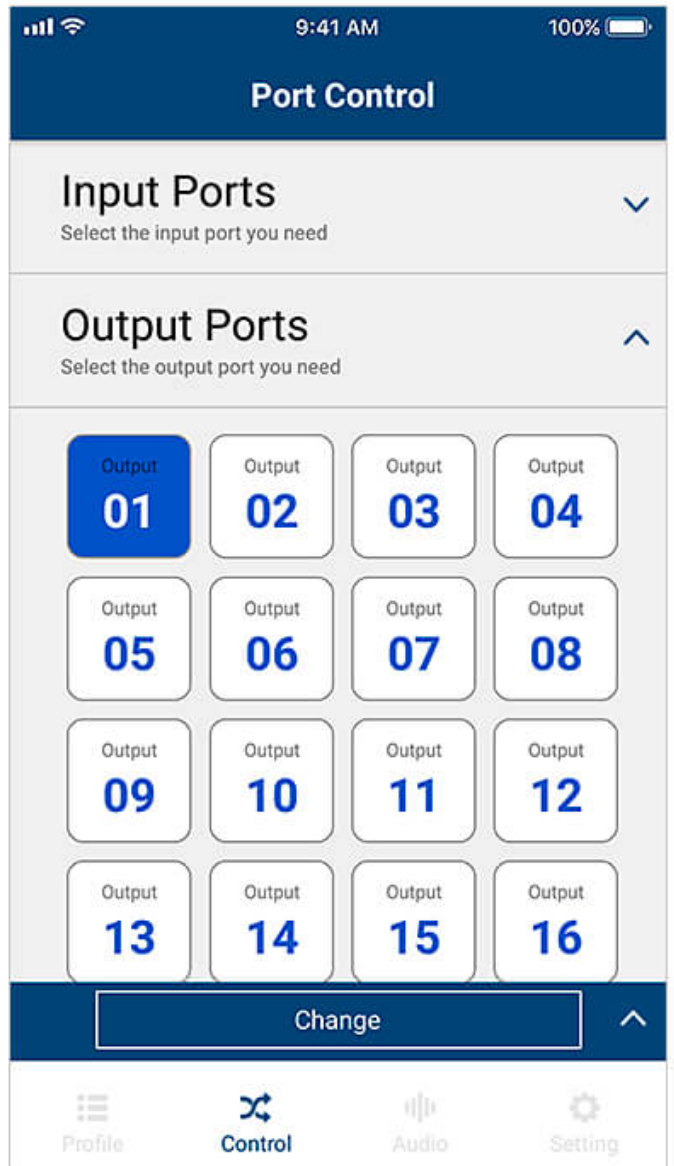 9:41 AM 100%
Port Control
Input Ports
Select the input port you need
Output Ports
Select the output port you need
Output Output Output Output
01 02 03 04
Output Output Output Output
05 06 07 08
Output Output Output Output
09 10 11 12
Output Output Output Output
13 14 15 16
Change
Profile Control Audio Setting